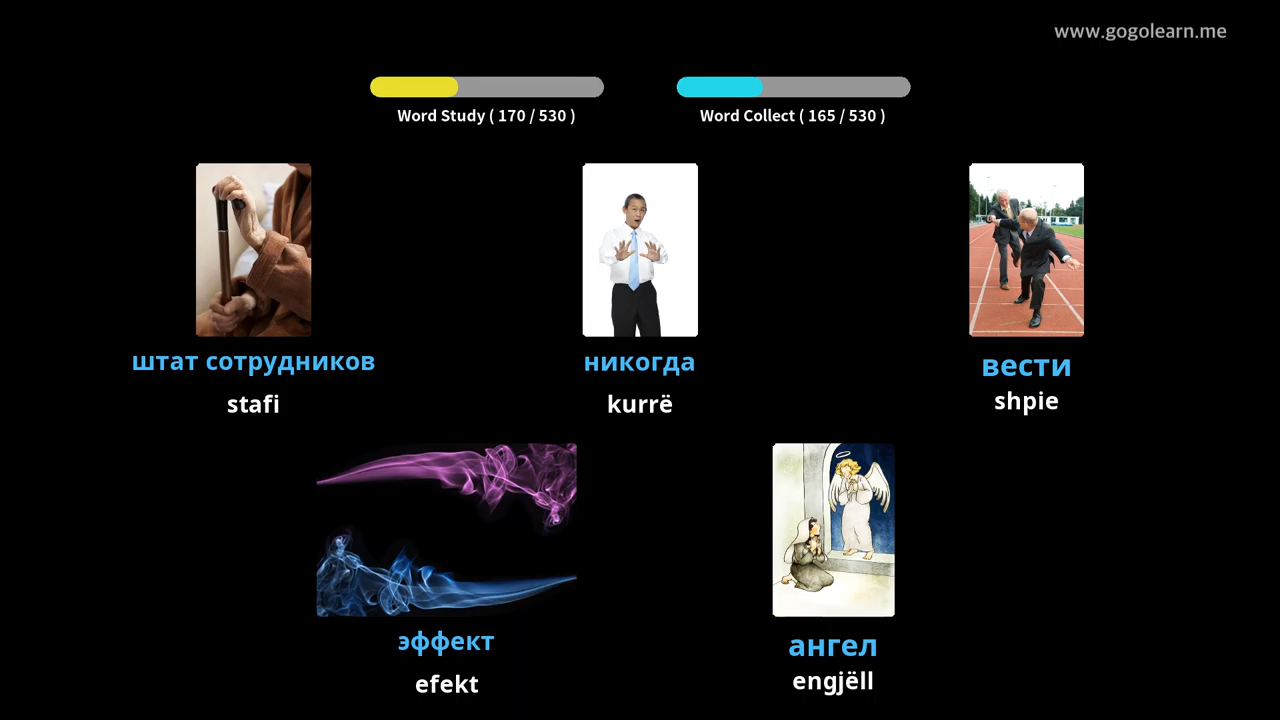 www.gogolearn.me
Word Study ( 170 / 530 )
Word Collect ( 165 / 530 )
штат сотрудников
никогда
вести
stafi
kurrë
shpie
эффект
ангел
efekt
engjëll